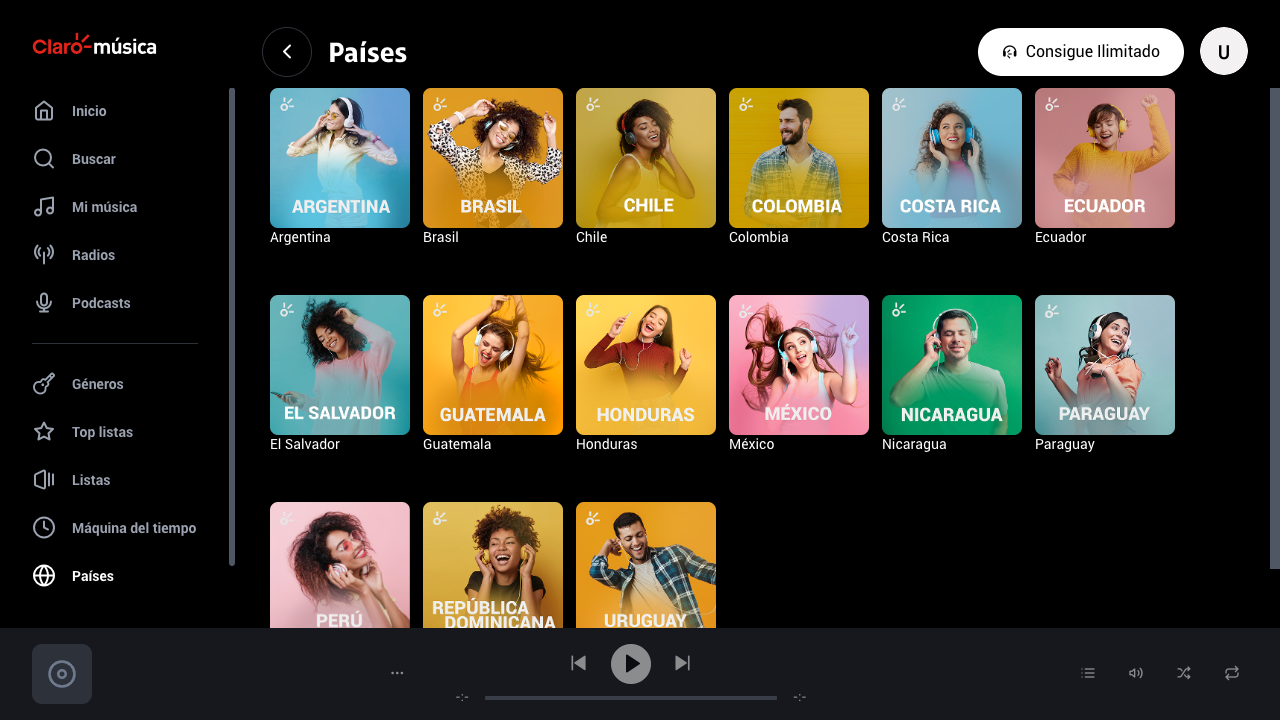 Claro música
Países
Consigue Ilimitado
U
Inicio
Buscar
Mi música
Radios
Podcasts
Géneros
Top listas
Listas
Máquina del tiempo
Países
ARGENTINA
BRASIL
CHILE
COLOMBIA
COSTA RICA
ECUADOR
Argentina
Brasil
Chile
Colombia
Costa Rica
Ecuador
EL SALVADOR
GUATEMALA
HONDURAS
MÉXICO
NICARAGUA
PARAGUAY
El Salvador
Guatemala
Honduras
México
Nicaragua
Paraguay
PERÚ
REPÚBLICA
DOMINICANA
URUGUAY
-:-
-:-